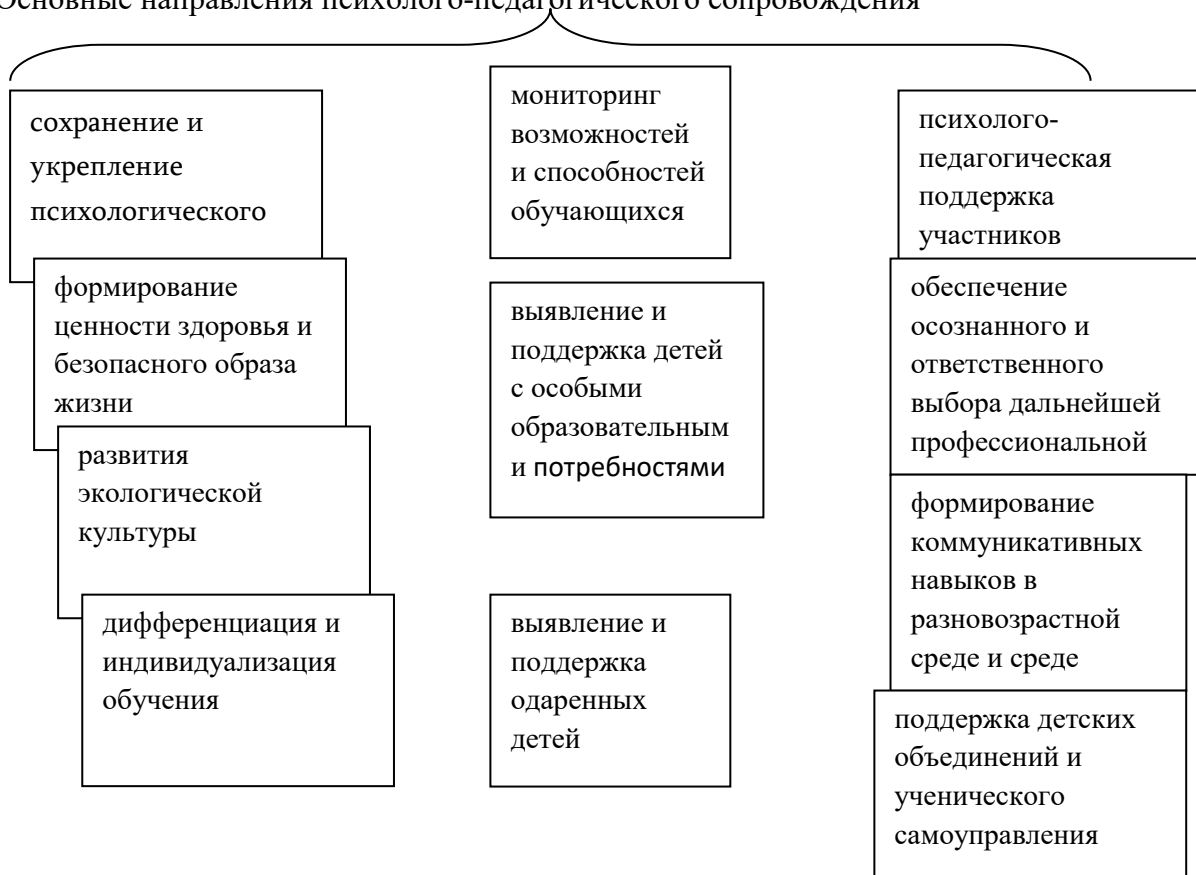 Основные направления психолого-педагогического сопровождения
сохранение и
укрепление
психологического
формирование
ценности здоровья и
безопасного образа
жизни
развития
экологической
культуры
дифференциация и
индивидуализация
обучения
мониторинг
возможностей
и способностей
обучающихся
выявление и
поддержка детей
с особыми
образовательным
и потребностями
выявление и
поддержка
одаренных
детей
психолого-
педагогическая
поддержка
участников
обеспечение
осознанного и
ответственного
выбора дальнейшей
профессиональной
формирование
коммуникативных
навыков в
разновозрастной
среде и среде
поддержка детских
объединений и
ученического
самоуправления